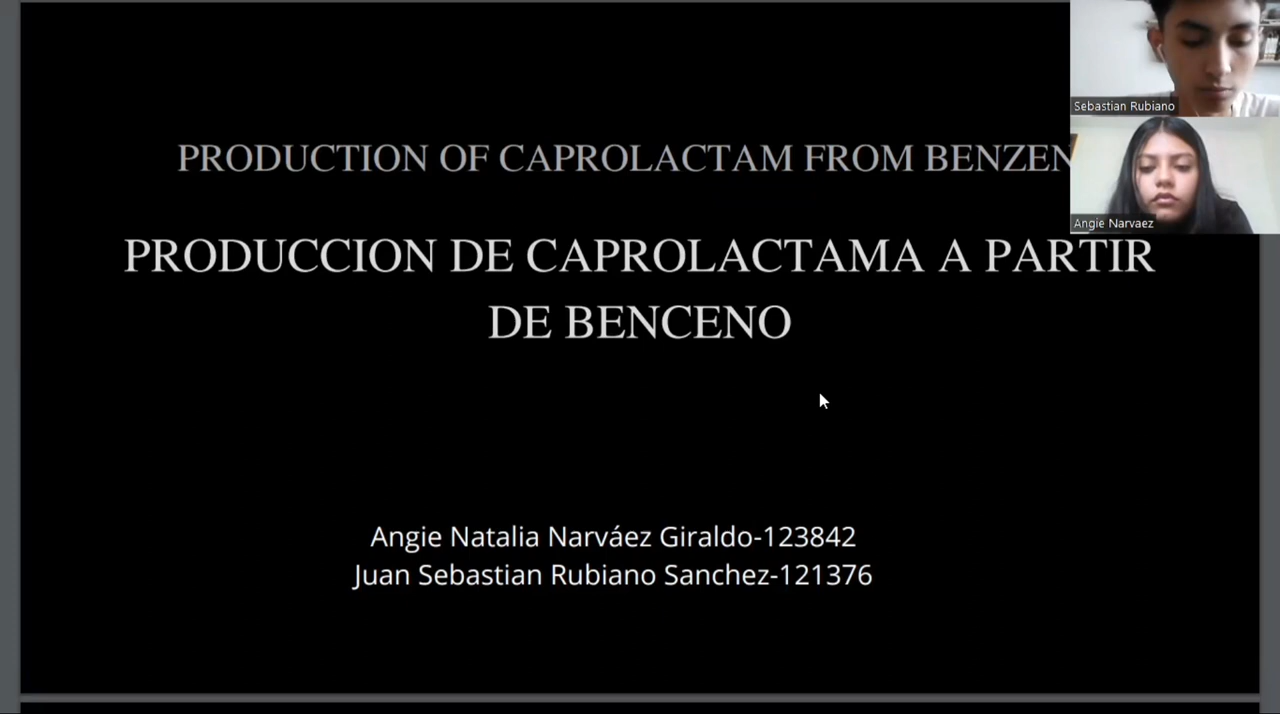 PRODUCTION OF CAPROLACTAM FROM
PRODUCCION DE CAPROLACTAMA A PARTIR
DE BENCENO
Angie Natalia Narváez Giraldo-123842
Juan Sebastian Rubiano Sanchez-121376
Sebastian Rubiano
Angie Narvaez